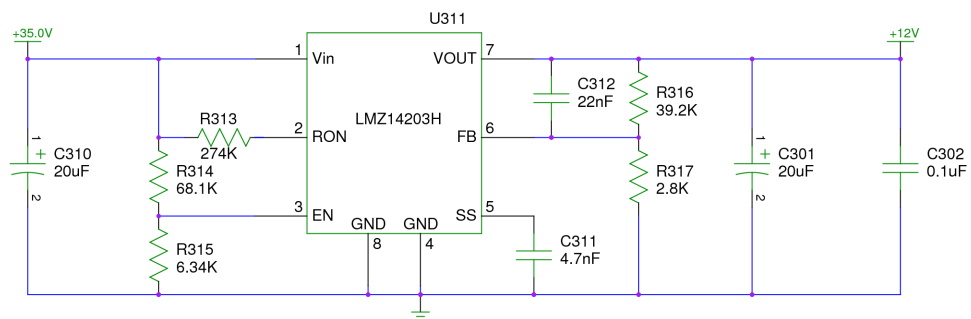 U311
+35.0V
+12V
1
Vin
VOUT
7
C312
22nF
R316
39.2K
R313
274K
LMZ14203H
2
RON
FB
6
1
+
C310
20uF
2
R314
68.1K
R317
2.8K
1
+
C301
20uF
2
C302
0.1uF
3
EN
SS
5
GND
GND
8
4
R315
6.34K
C311
4.7nF